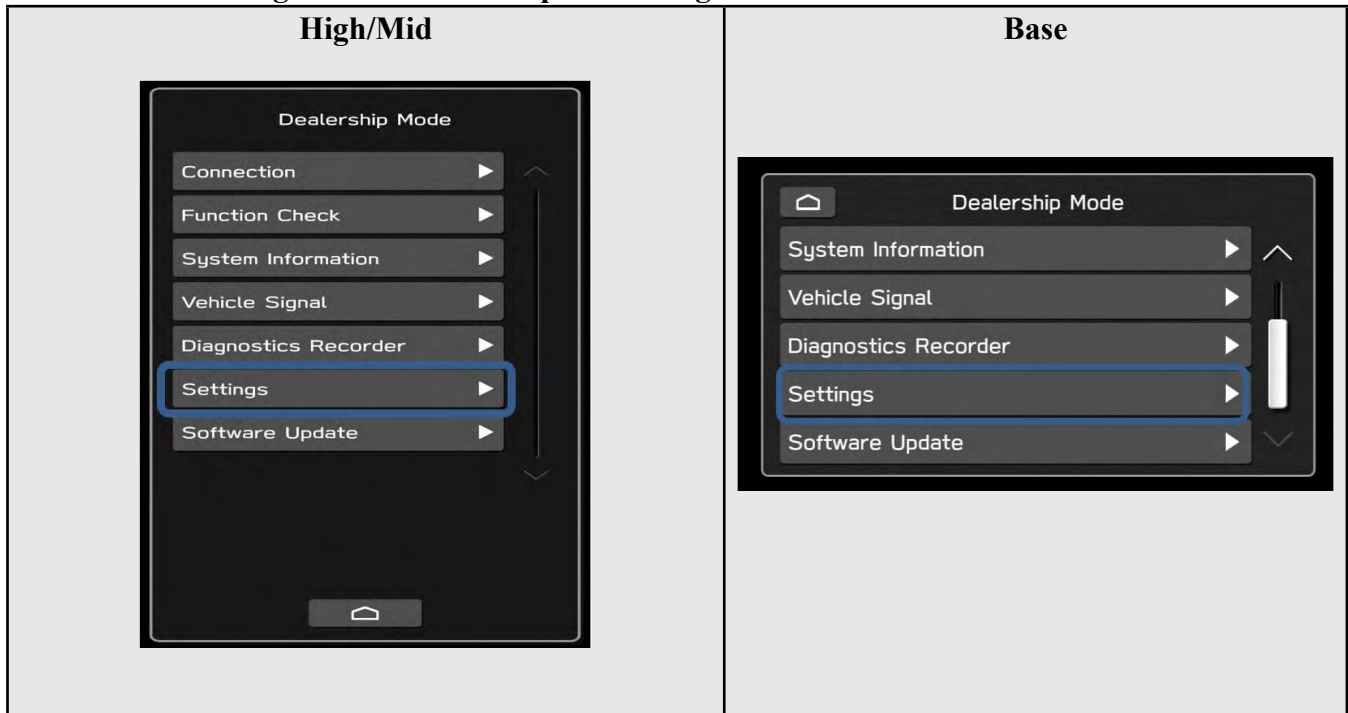 High/Mid
Dealership Mode
Connection
Function Check
System Information
Vehicle Signal
Diagnostics Recorder
Settings
Software Update
Base
Dealership Mode
System Information
Vehicle Signal
Diagnostics Recorder
Settings
Software Update